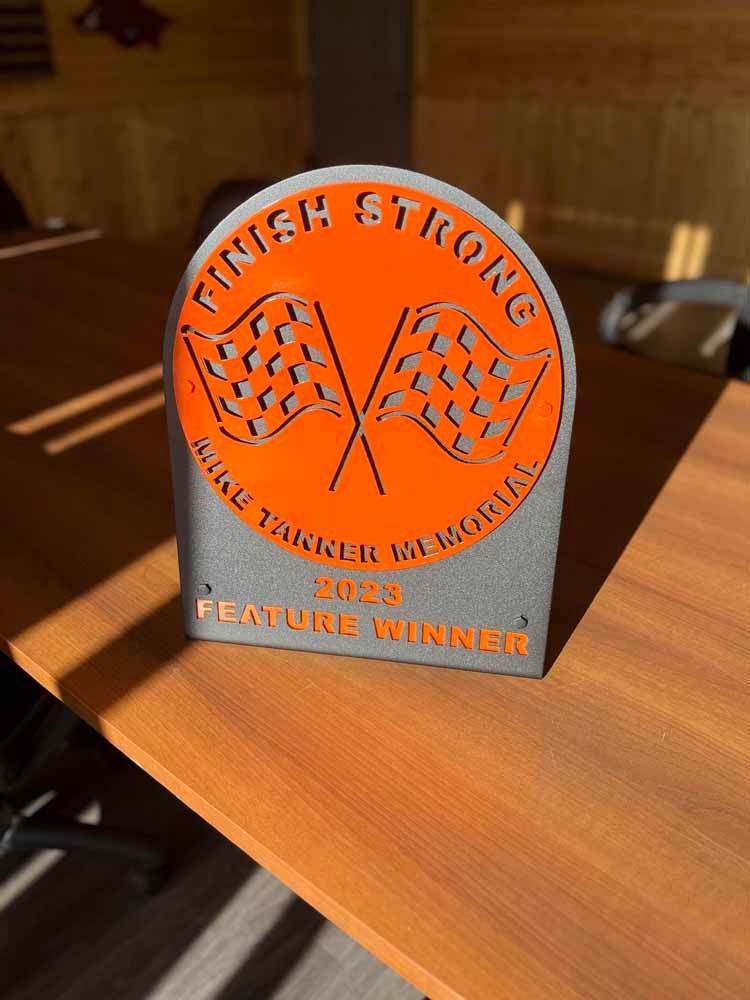 FINISH STRONG
MIKE TANNER MEMORIAL
2023
FEATURE WINNER